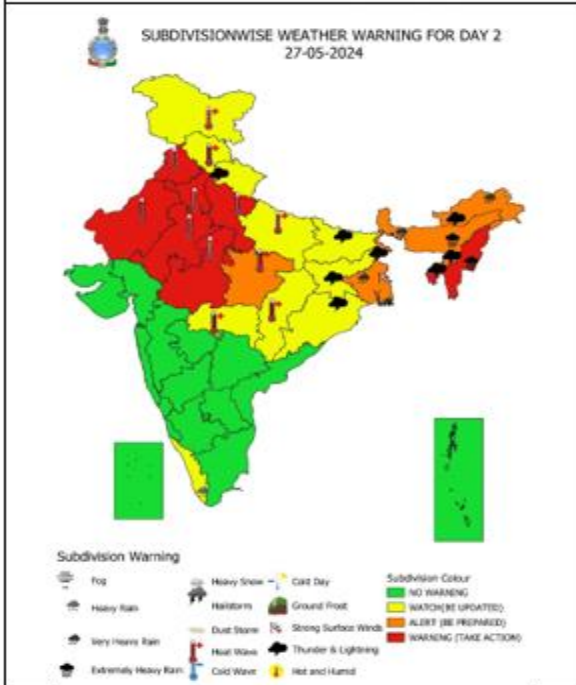 SUBDIVISIONWISE WEATHER WARNING FOR DAY 2
27-05-2024
Subdivision Warning
Fog
Heavy Rain
Very Heavy Rain
Extremely Heavy Rain
Heavy Snow
Hailstorm
Dust Storm
Heat Wave
Cold Wave
Cold Day
Ground Frost
Strong Surface Winds
Thunder & Lightning
Hot and Humid
Subdivision Colour
NO WARNING
WATCH(BE UPDATED)
ALERT (BE PREPARED)
WARNING (TAKE ACTION)